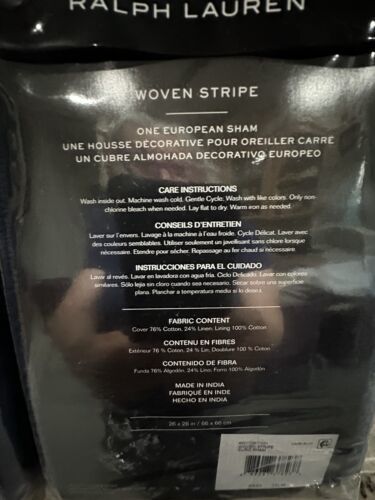 RALPH LAUREN
WOVEN STRIPE
ONE EUROPEAN SHAM
UNE HOUSSE DÉCORATIVE POUR OREILLER CARRÉ
UN CUBRE ALMOHADA DECORATIVO EUROPEO
CARE INSTRUCTIONS
Wash inside out. Machine wash cold. Gentle Cycle. Wash with like colors. Only non-
chlorine bleach when needed. Lay flat to dry. Warm iron as needed.
CONSEILS D'ENTRETIEN
Laver sur l'envers. Lavage à la machine à l'eau froide. Cycle Délicat. Laver avec
des couleurs semblables. Utiliser seulement un javellisant sans chlore lorsque
nécessaire. Etendre pour sécher. Repassage au fer chaud si nécessaire.
INSTRUCCIONES PARA EL CUIDADO
Lavar al revés. Lavar en lavadora con agua fría. Ciclo Delicado. Lavar con colores
similares. Sólo lejía sin cloro cuando sea necesario. Secar sobre una superficie
plana. Planchar a temperatura media si lo desea.
FABRIC CONTENT
Cover 76% Cotton, 24% Linen; Lining 100% Cotton
CONTENU EN FIBRES
Extérieur 76 % Coton, 24 % Lin; Doublure 100 % Coton
CONTENIDO DE FIBRA
Funda 76% Algodón, 24% Lino; Forro 100% Algodón
MADE IN INDIA
FABRIQUÉ EN INDE
HECHO EN INDIA
26 x 26 in / 66 x 66 cm
WOVEN STRIPE
EURO SHAM